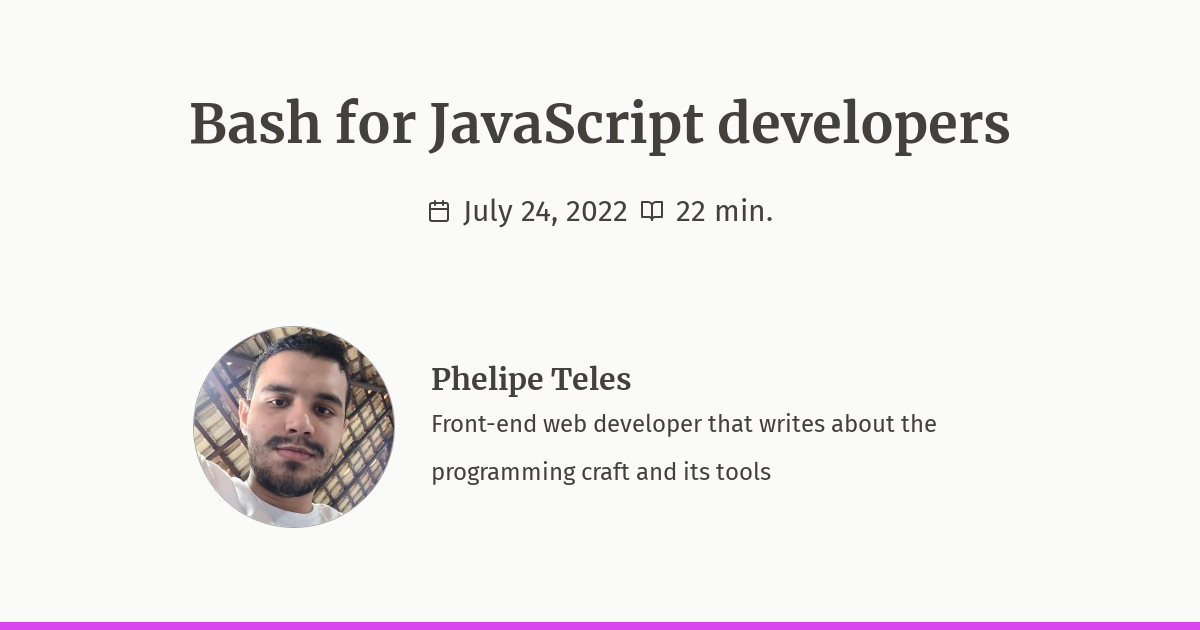 Bash for JavaScript developers
July 24, 2022 22 min.
Phelipe Teles
Front-end web developer that writes about the
programming craft and its tools